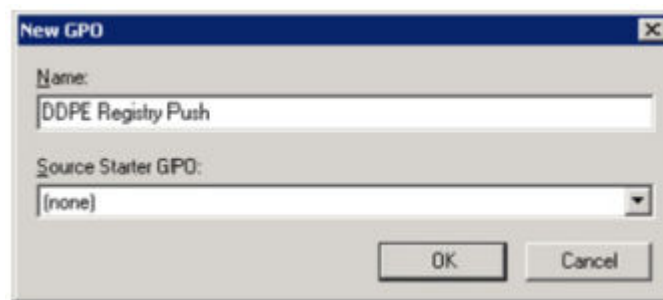 New GPO
Name:
DDPE Registry Push
Source Starter GPO:
(none)
OK Cancel